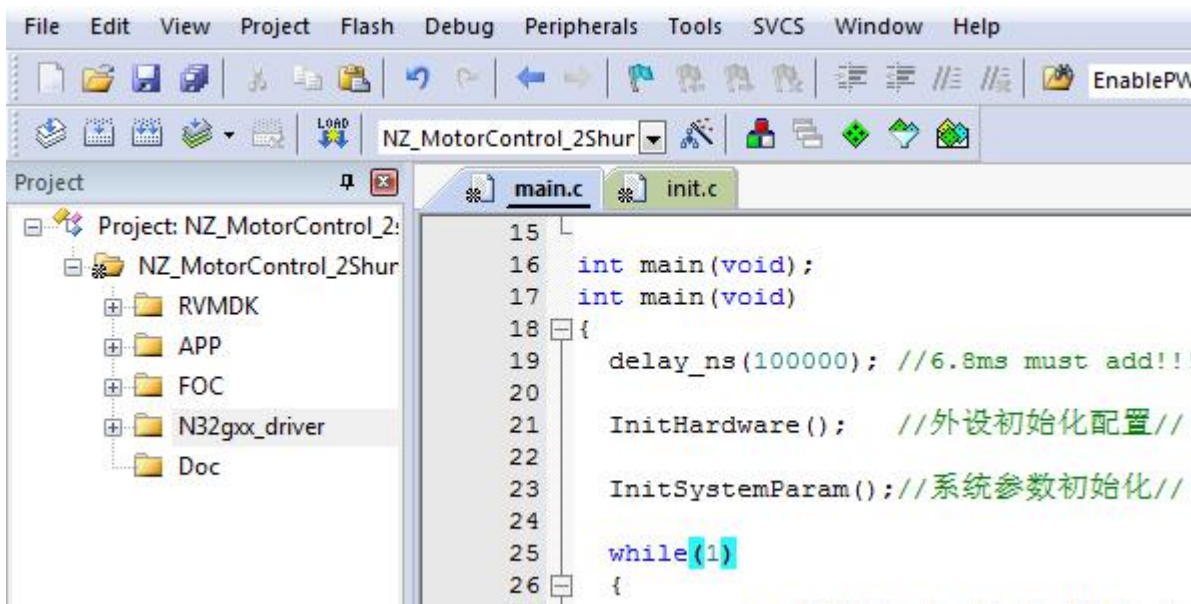 File Edit View Project Flash Debug Peripherals Tools SVCS Window Help
EnablePW
LOAD
NZ_MotorControl_2Shur
Project
main.c init.c
Project: NZ_MotorControl_2
NZ_MotorControl_2Shur
RVMDK
APP
FOC
N32gxx_driver
Doc
15
16 int main(void);
17 int main(void)
18 {
19 delay_ns(100000); //6.8ms must add!!
20
21 InitHardware(); //外设初始化配置//
22
23 InitSystemParam();//系统参数初始化//
24
25 while(1)
26 {